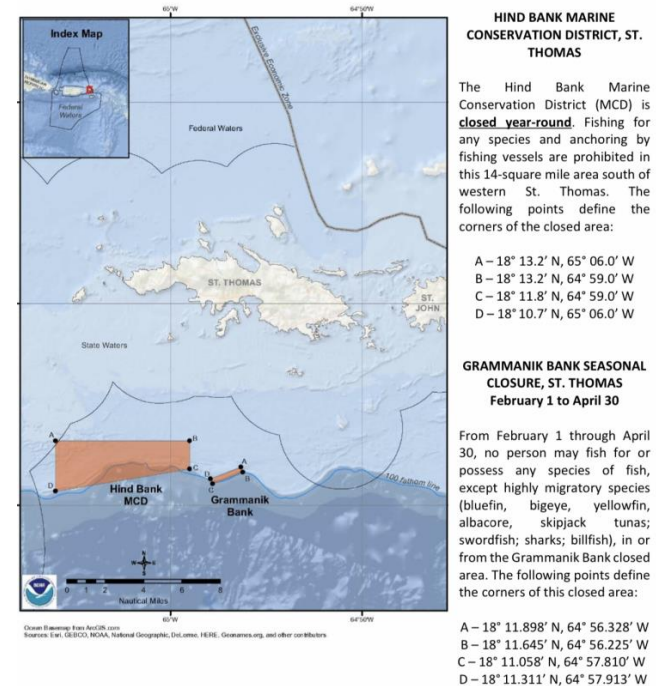 65°W
64°50'W
Index Map
Federal
Waters
Exclusive Economic Zone
Federal Waters
ST. THOMAS
ST.
JOHN
State Waters
A
B
C
D
Hind Bank
MCD
A
B
C
D
Grammanik
Bank
100 fathom line
N
W E
S
NOAA
0 1 2 4 6 8
Nautical Miles
65°W
64°50'W
Ocean Basemap from ArcGIS.com
Sources: Esri, GEBCO, NOAA, National Geographic, DeLorme, HERE, Geonames.org, and other contributors
HIND BANK MARINE
CONSERVATION DISTRICT, ST.
THOMAS
The Hind Bank Marine
Conservation District (MCD) is
closed year-round. Fishing for
any species and anchoring by
fishing vessels are prohibited in
this 14-square mile area south of
western St. Thomas. The
following points define the
corners of the closed area:
A – 18° 13.2’ N, 65° 06.0’ W
B – 18° 13.2’ N, 64° 59.0’ W
C – 18° 11.8’ N, 64° 59.0’ W
D – 18° 10.7’ N, 65° 06.0’ W
GRAMMANIK BANK SEASONAL
CLOSURE, ST. THOMAS
February 1 to April 30
From February 1 through April
30, no person may fish for or
possess any species of fish,
except highly migratory species
(bluefin, bigeye, yellowfin,
albacore, skipjack tunas;
swordfish; sharks; billfish), in or
from the Grammanik Bank closed
area. The following points define
the corners of this closed area:
A – 18° 11.898’ N, 64° 56.328’ W
B – 18° 11.645’ N, 64° 56.225’ W
C – 18° 11.058’ N, 64° 57.810’ W
D – 18° 11.311’ N, 64° 57.913’ W